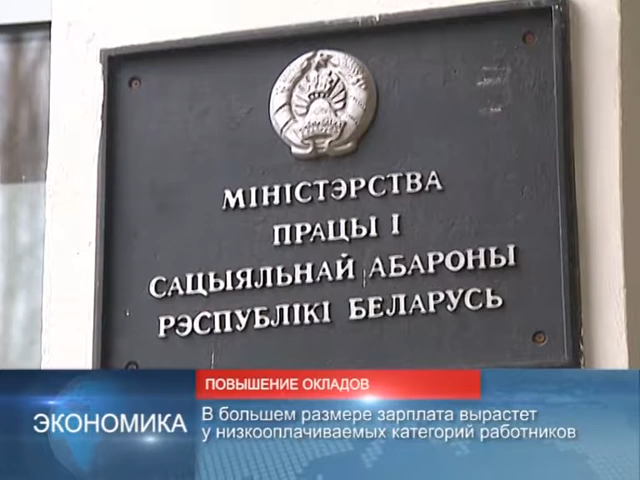 МІНІСТЭРСТВА
ПРАЦЫ І
САЦЫЯЛЬНАЙ АБАРОНЫ
РЭСПУБЛІКІ БЕЛАРУСЬ
ПОВЫШЕНИЕ ОКЛАДОВ
ЭКОНОМИКА
В большем размере зарплата вырастет
у низкооплачиваемых категорий работников